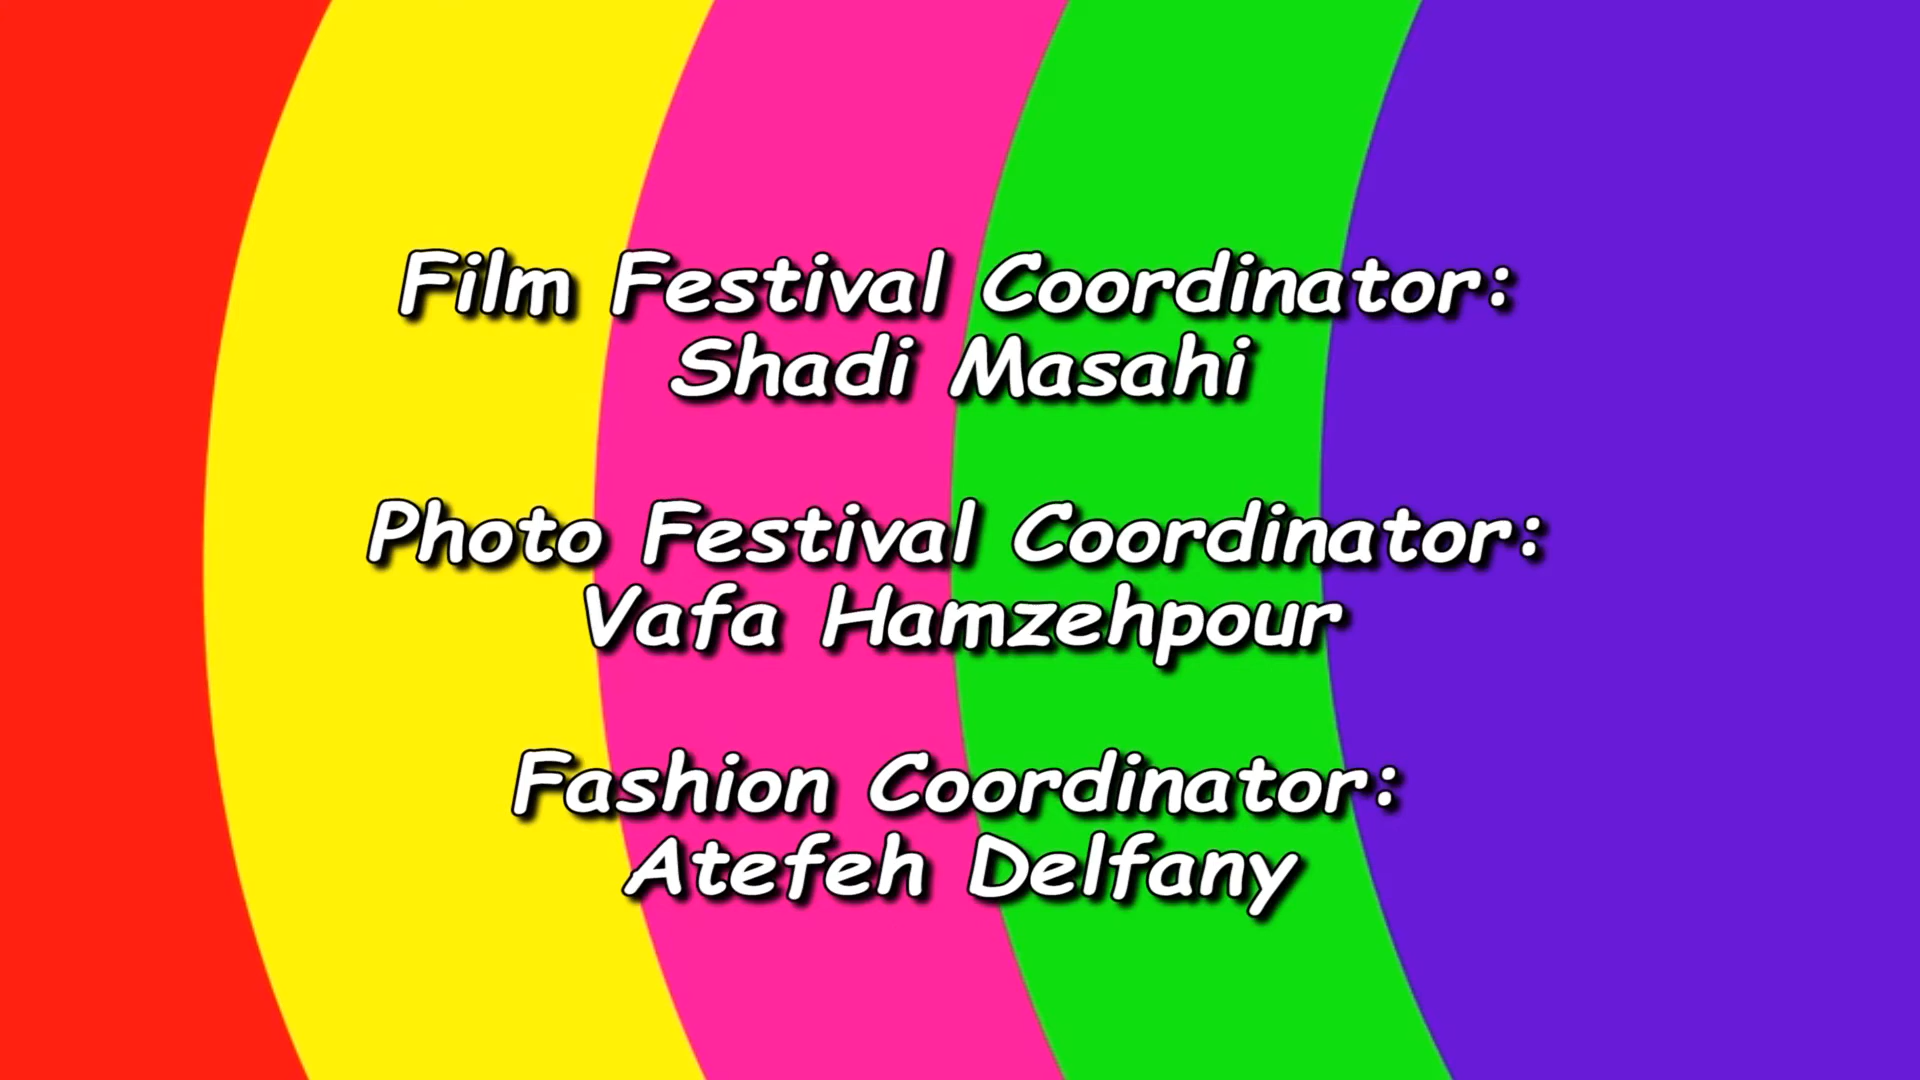 Film Festival Coordinator:
Shadi Masahi
Photo Festival Coordinator:
Vafa Hamzehpour
Fashion Coordinator:
Atefeh Delfany